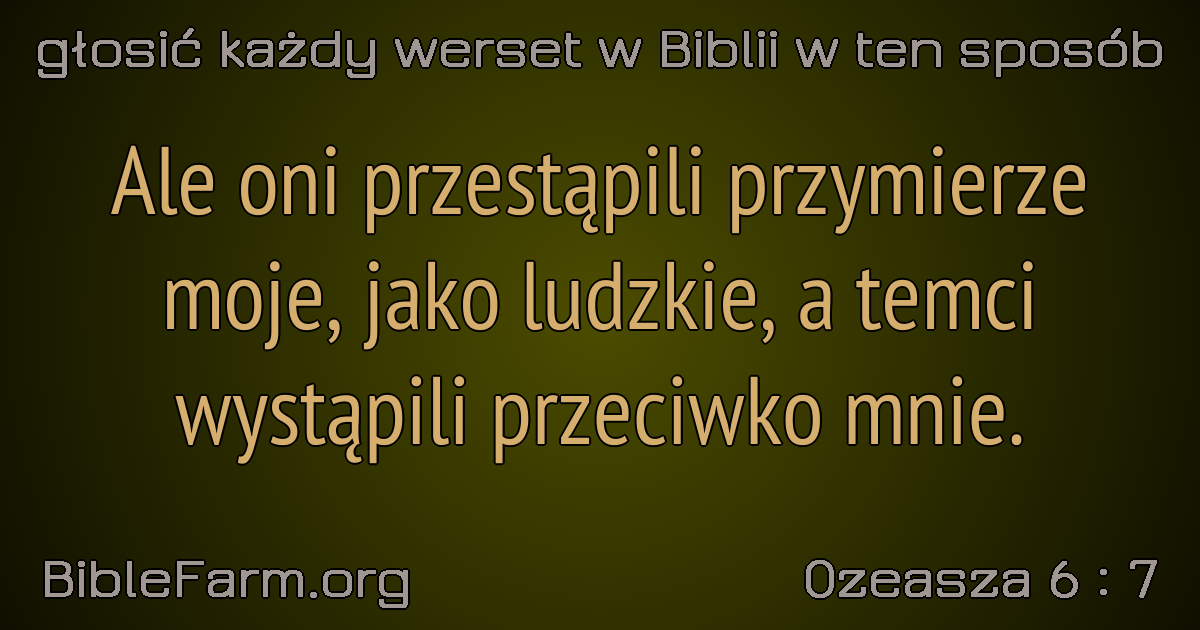 głosić każdy werset w Biblii w ten sposób
Ale oni przestąpili przymierze
moje, jako ludzkie, a temci
wystąpili przeciwko mnie.
BibleFarm.org
Ozeasza 6 : 7